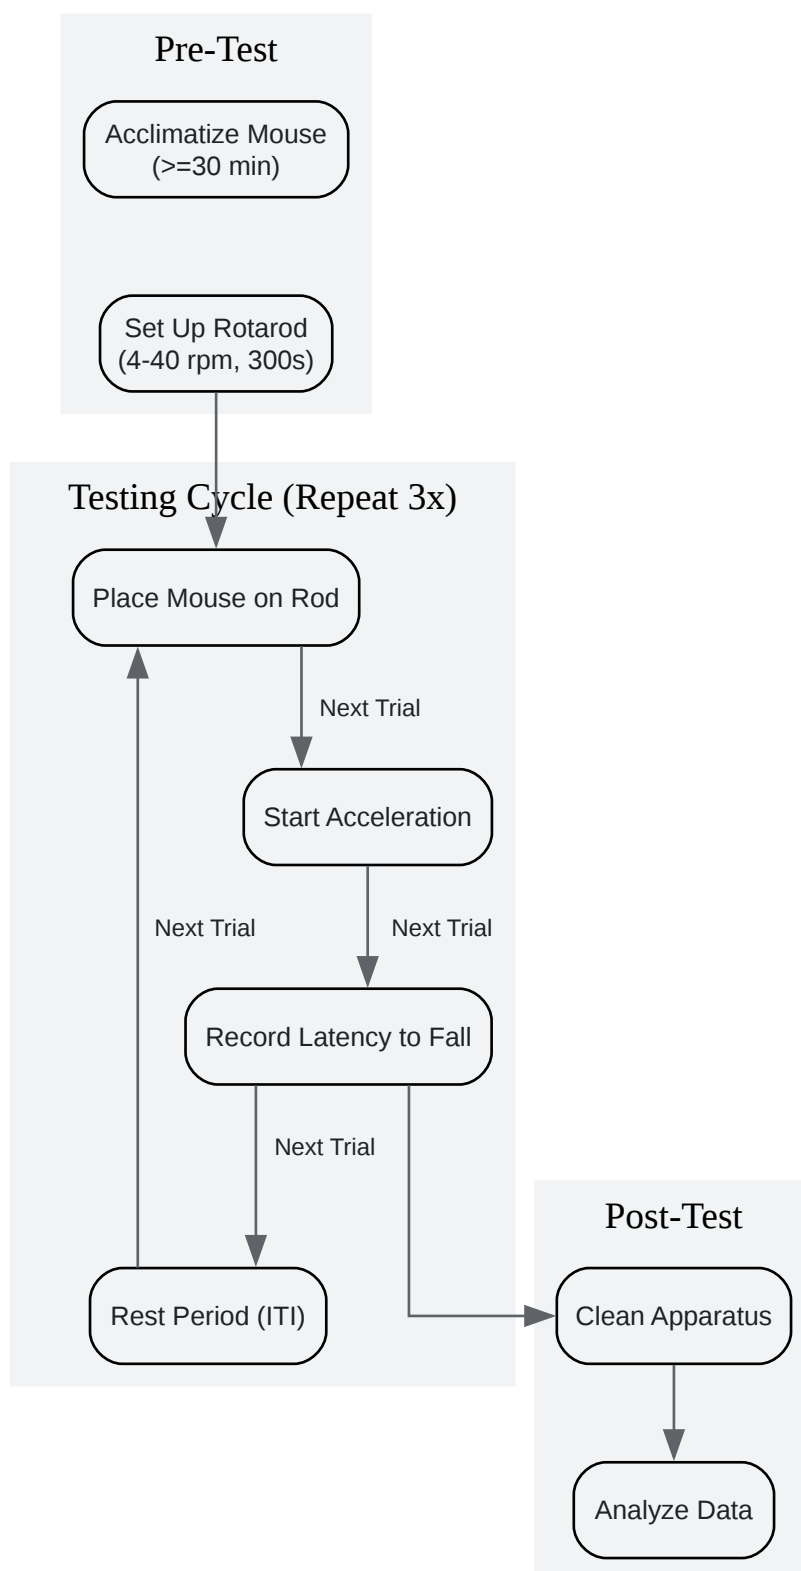 Pre-Test
Acclimatize Mouse
(>=30 min)
Set Up Rotarod
(4-40 rpm, 300s)
Testing Cycle (Repeat 3x)
Place Mouse on Rod
Next Trial
Start Acceleration
Next Trial
Next Trial
Record Latency to Fall
Next Trial
Rest Period (ITI)
Post-Test
Clean Apparatus
Analyze Data